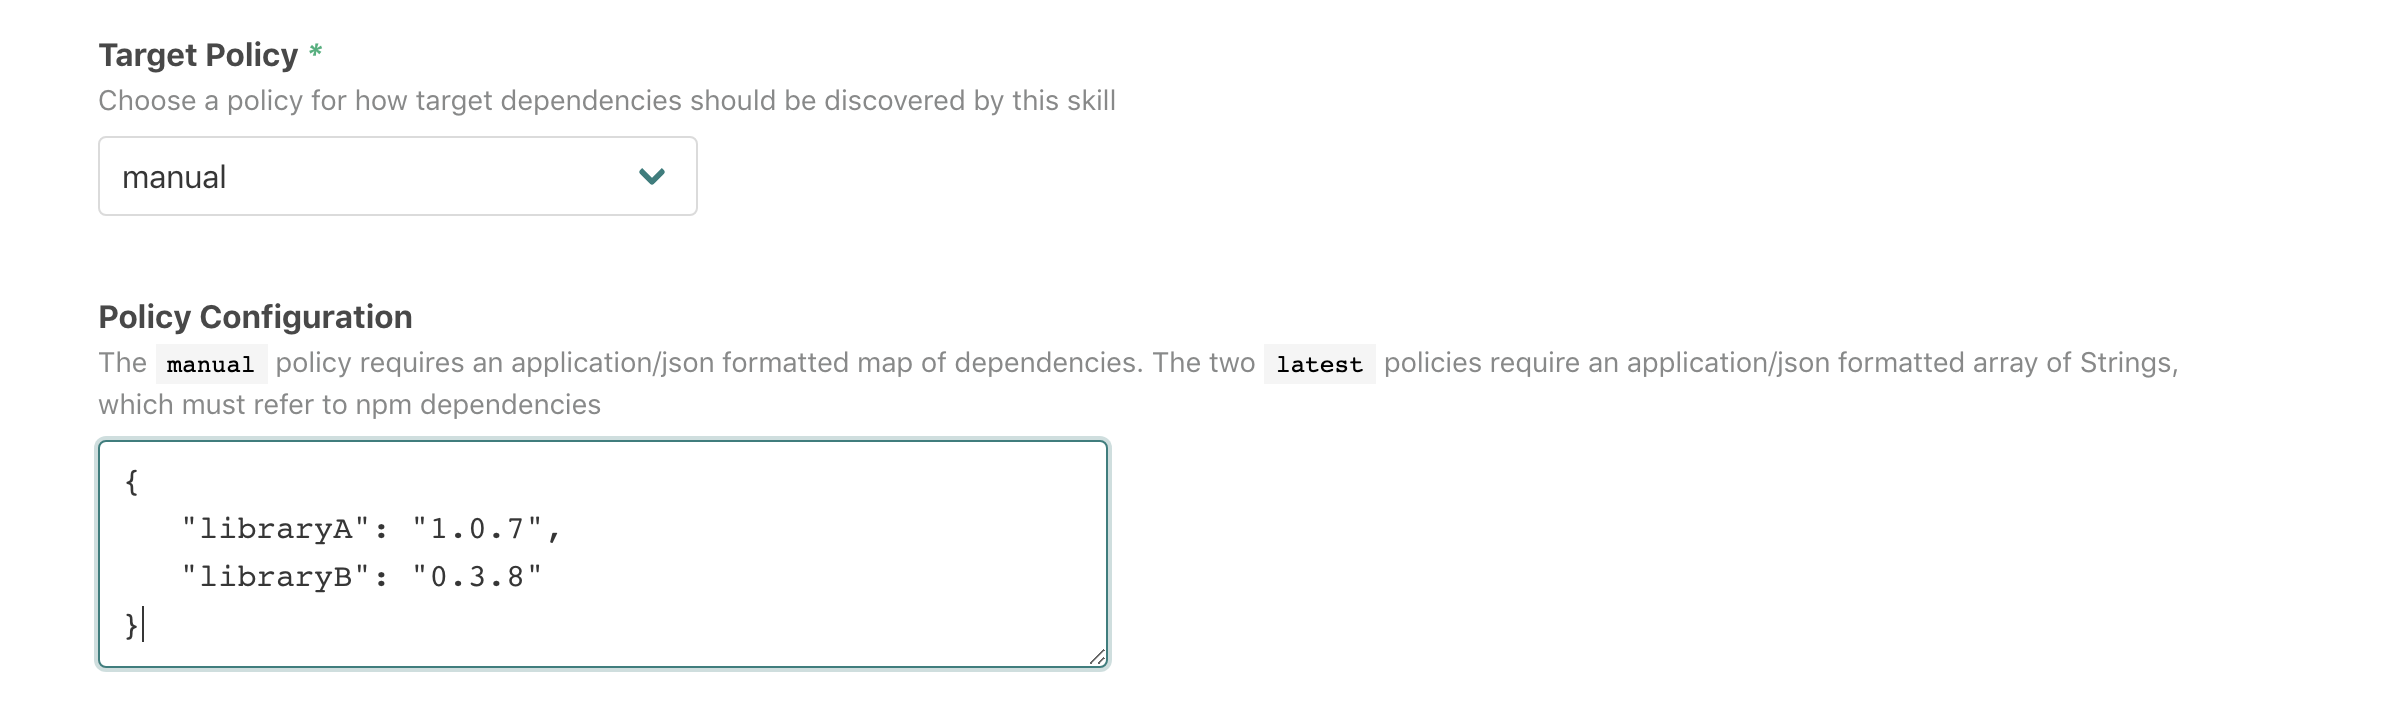 Target Policy *
Choose a policy for how target dependencies should be discovered by this skill
manual
Policy Configuration
The manual policy requires an application/json formatted map of dependencies. The two latest policies require an application/json formatted array of Strings,
which must refer to npm dependencies
{
   "libraryA": "1.0.7",
   "libraryB": "0.3.8"
}